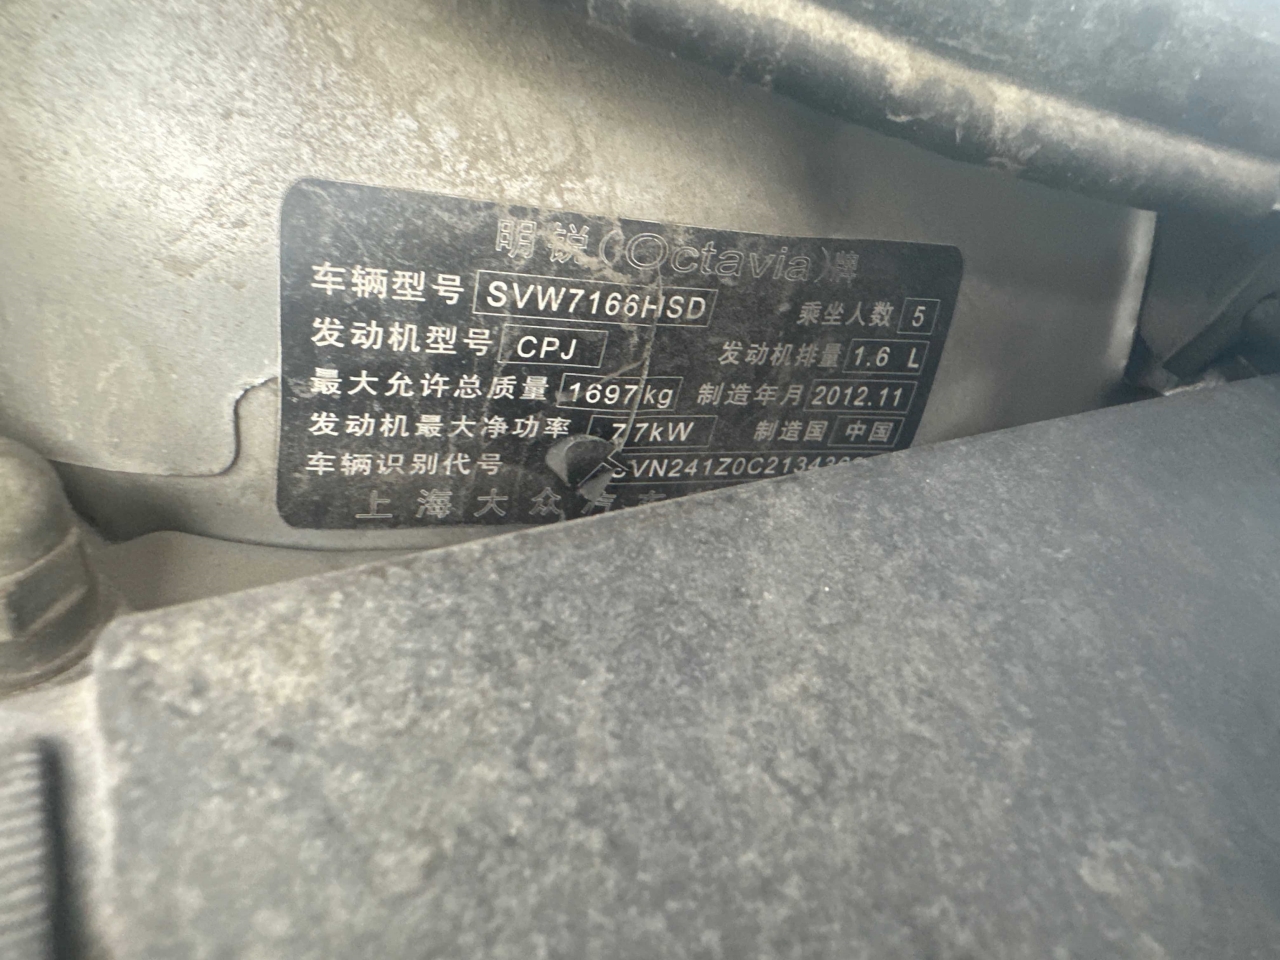 明锐(Octavia)牌
车辆型号 SVW7166HSD 乘坐人数 5
发动机型号 CPJ 发动机排量 1.6 L
最大允许总质量 1697kg 制造年月 2012.11
发动机最大净功率 77kW 制造国 中国
车辆识别代号 SVN241Z0C21343
上海大众汽车